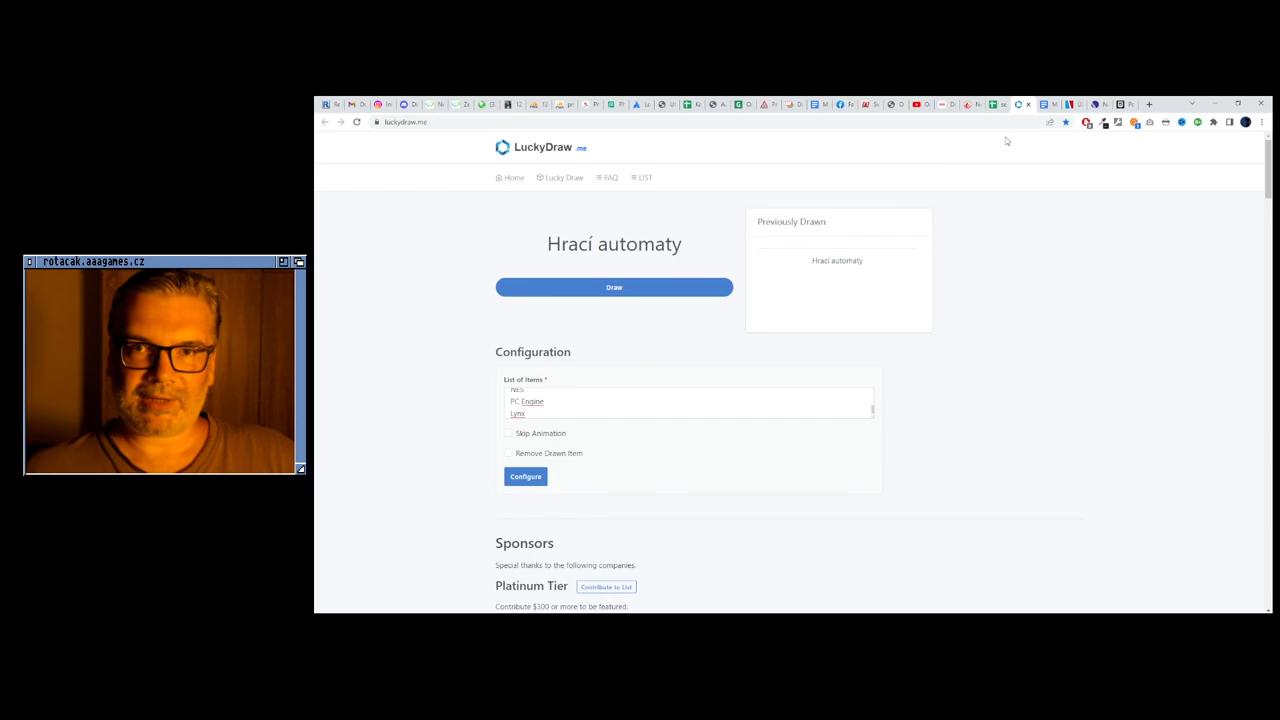 rotacak.aaagames.cz
luckydraw.me
LuckyDraw .me
Home
Lucky Draw
FAQ
LIST
Hrací automaty
Draw
Previously Drawn
Hrací automaty
Configuration
List of Items *
NES
PC Engine
Lynx
Skip Animation
Remove Drawn Item
Configure
Sponsors
Special thanks to the following companies.
Platinum Tier
Contribute to List
Contribute $300 or more to be featured.